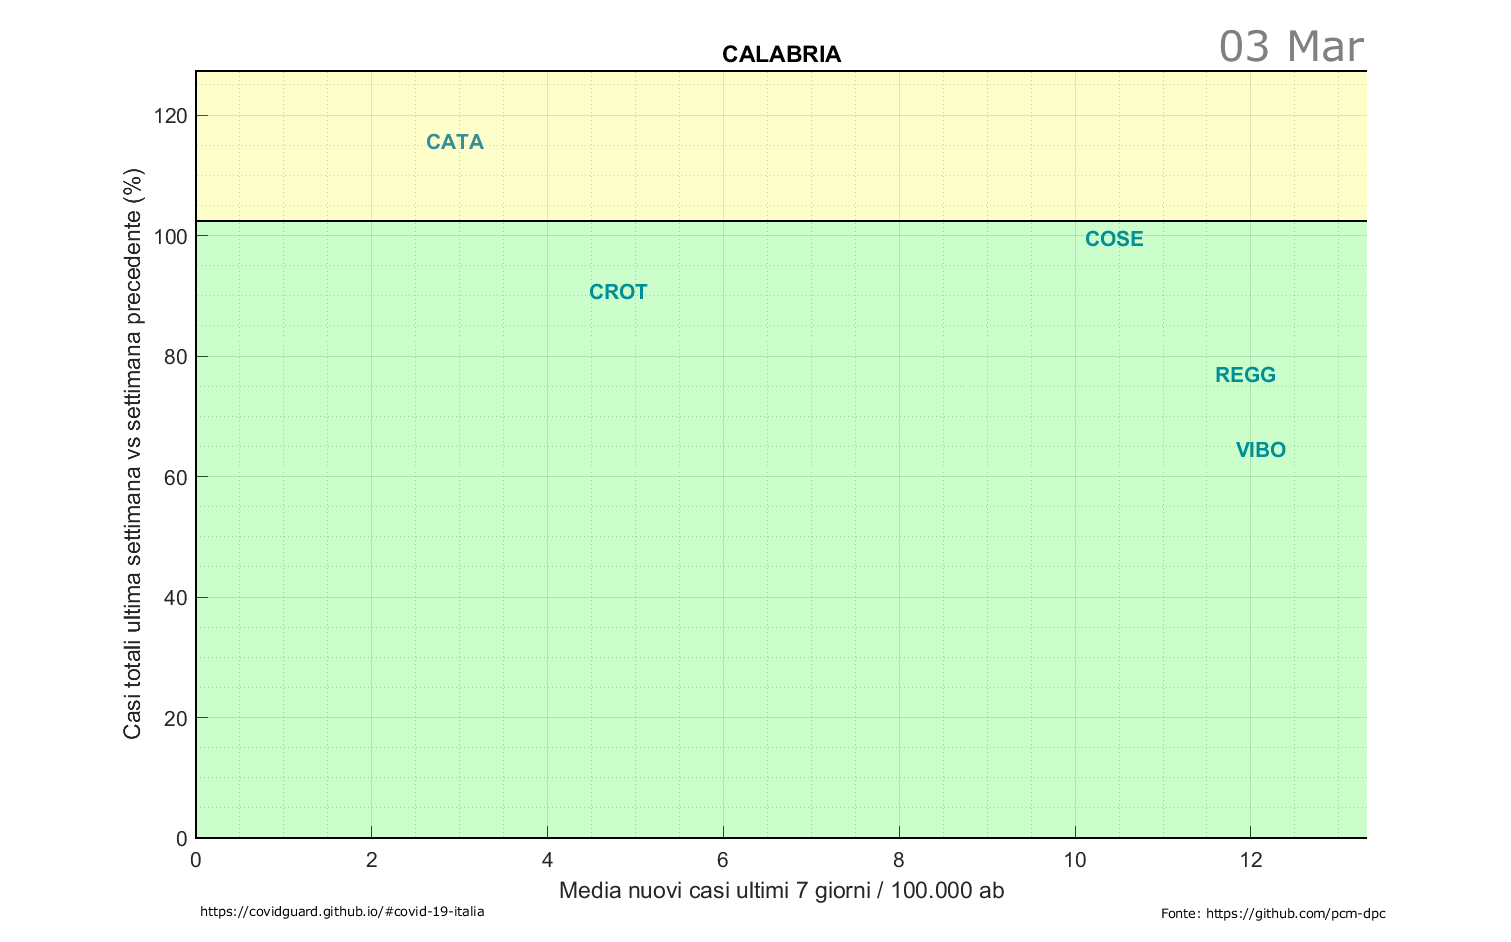 03 Mar
CALABRIA
120
CATA
100
COSE
CROT
80
REGG
VIBO
60
40
20
0
Casi totali ultima settimana vs settimana precedente (%)
0 2 4 6 8 10 12
Media nuovi casi ultimi 7 giorni / 100.000 ab
https://covidguard.github.io/#covid-19-italia
Fonte: https://github.com/pcm-dpc